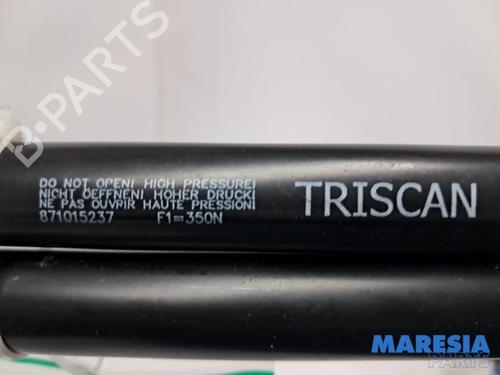 DO NOT OPEN! HIGH PRESSURE!
NICHT OEFFNEN! HOHER DRUCK!
NE PAS OUVRIR HAUTE PRESSION!
871015237 F1=350N
TRISCAN
B-PARTS
MARESIA
PARTS